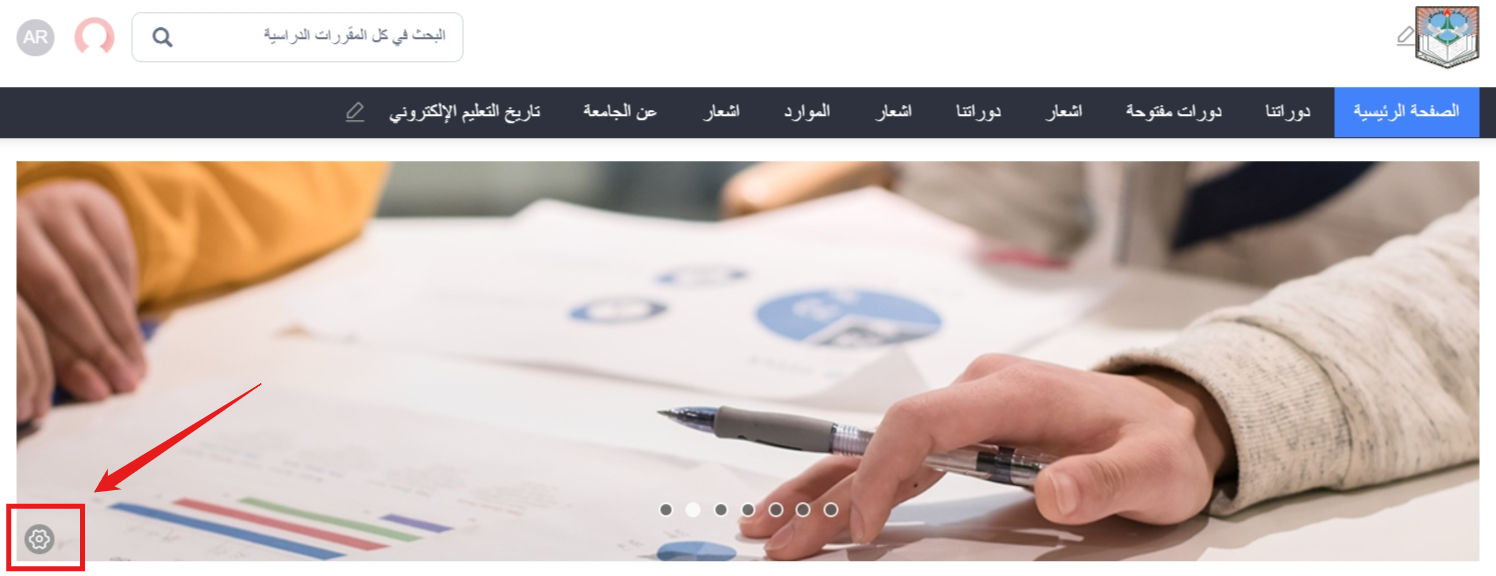 البحث في كل المقررات الدراسية
AR
الصفحة الرئيسية دوراتنا دورات مفتوحة اشعار دوراتنا اشعار الموارد اشعار عن الجامعة تاريخ التعليم الإلكتروني